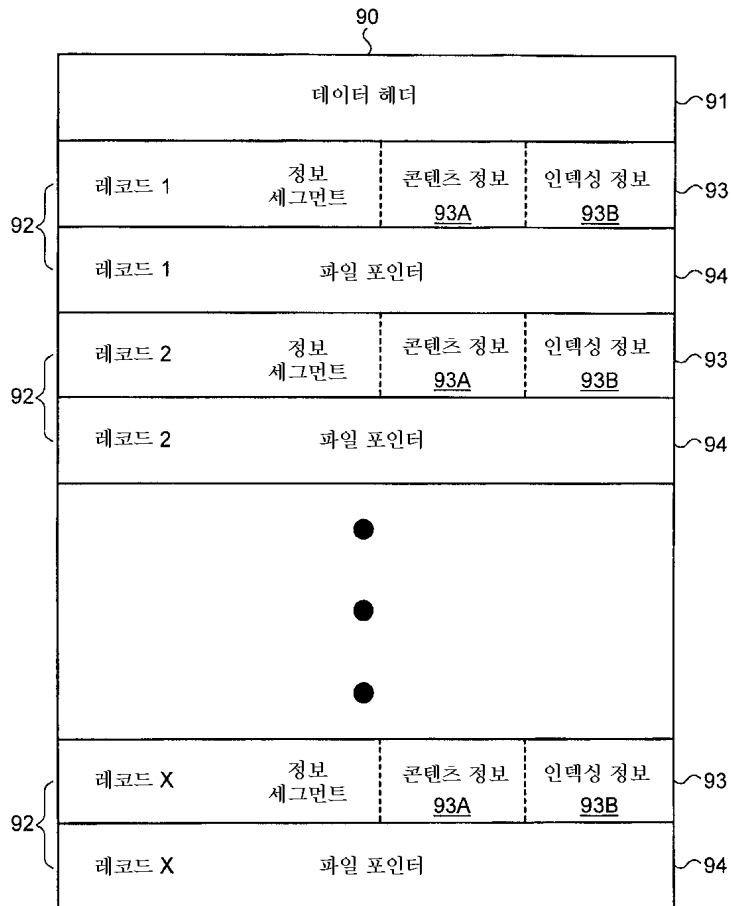 90
데이터 헤더
91
레코드 1
정보
세그먼트
콘텐츠 정보
93A
인덱싱 정보
93B
93
92
레코드 1
파일 포인터
94
레코드 2
정보
세그먼트
콘텐츠 정보
93A
인덱싱 정보
93B
93
92
레코드 2
파일 포인터
94
레코드 X
정보
세그먼트
콘텐츠 정보
93A
인덱싱 정보
93B
93
92
레코드 X
파일 포인터
94